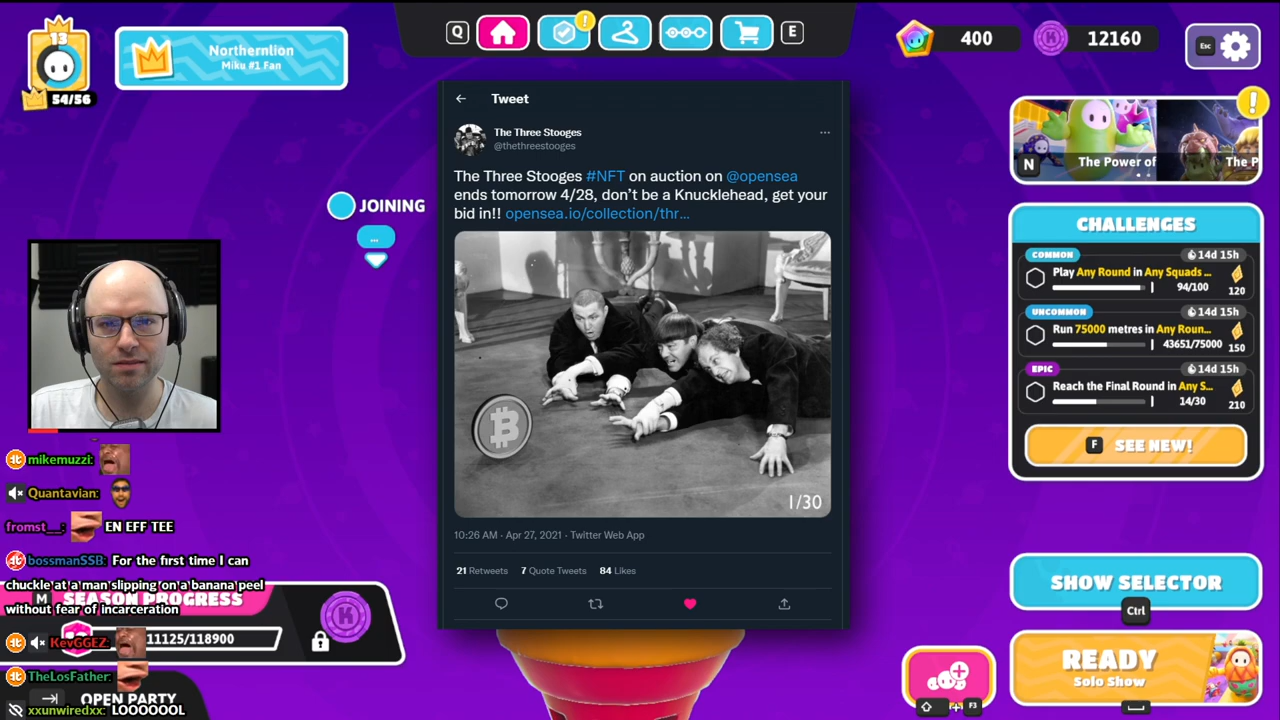 13
54/56
Northernlion
Miku #1 Fan
Q
!
E
400
K
12160
Esc
Tweet
The Three Stooges
@thethreestooges
The Three Stooges #NFT on auction on @opensea
ends tomorrow 4/28, don't be a Knucklehead, get your
bid in!! opensea.io/collection/thr...
1/30
10:26 AM · Apr 27, 2021 · Twitter Web App
21 Retweets 7 Quote Tweets 84 Likes
JOINING
...
!
N
The Power of
The P
CHALLENGES
COMMON
14d 15h
Play Any Round in Any Squads ...
94/100
120
UNCOMMON
14d 15h
Run 75000 metres in Any Roun...
43651/75000
150
EPIC
14d 15h
Reach the Final Round in Any S...
14/30
210
F SEE NEW!
SHOW SELECTOR
Ctrl
READY
Solo Show
+ F3
mikemuzzi:
Quantavian:
fromst__: EN EFF TEE
bossmanSSB: For the first time I can
chuckle at a man slipping on a banana peel
without fear of incarceration
M SEASON PROGRESS
K
11125/118900
KevGGEZ:
TheLosFather:
OPEN PARTY
xxunwiredxx: LOOOOOOL